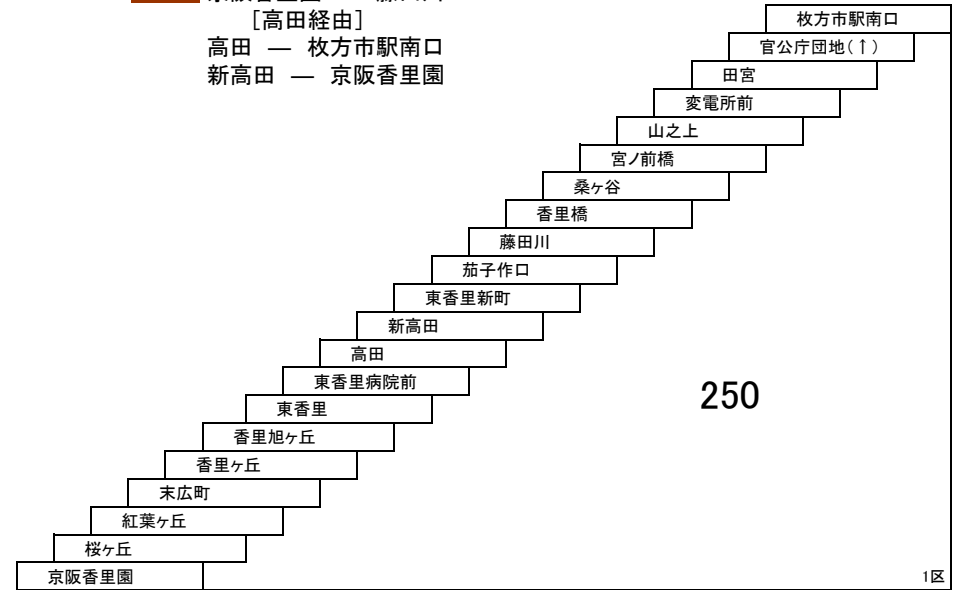 [高田経由]
高田 ― 枚方市駅南口
新高田 ― 京阪香里園
枚方市駅南口
官公庁団地(↑)
田宮
変電所前
山之上
宮ノ前橋
桑ヶ谷
香里橋
藤田川
茄子作口
東香里新町
新高田
高田
東香里病院前
東香里
香里旭ヶ丘
香里ヶ丘
末広町
紅葉ヶ丘
桜ヶ丘
京阪香里園
250
1区